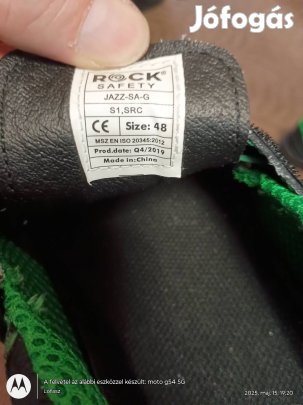 Jófogás
ROCK
SAFETY
JAZZ-SA-G
S1,SRC
CE Size: 48
MSZ EN ISO 20345:2012
Prod.date: Q4/2019
Made in:China
A felvétel az alábbi eszközzel készült: moto g54 5G
2025. máj. 15. 19:20